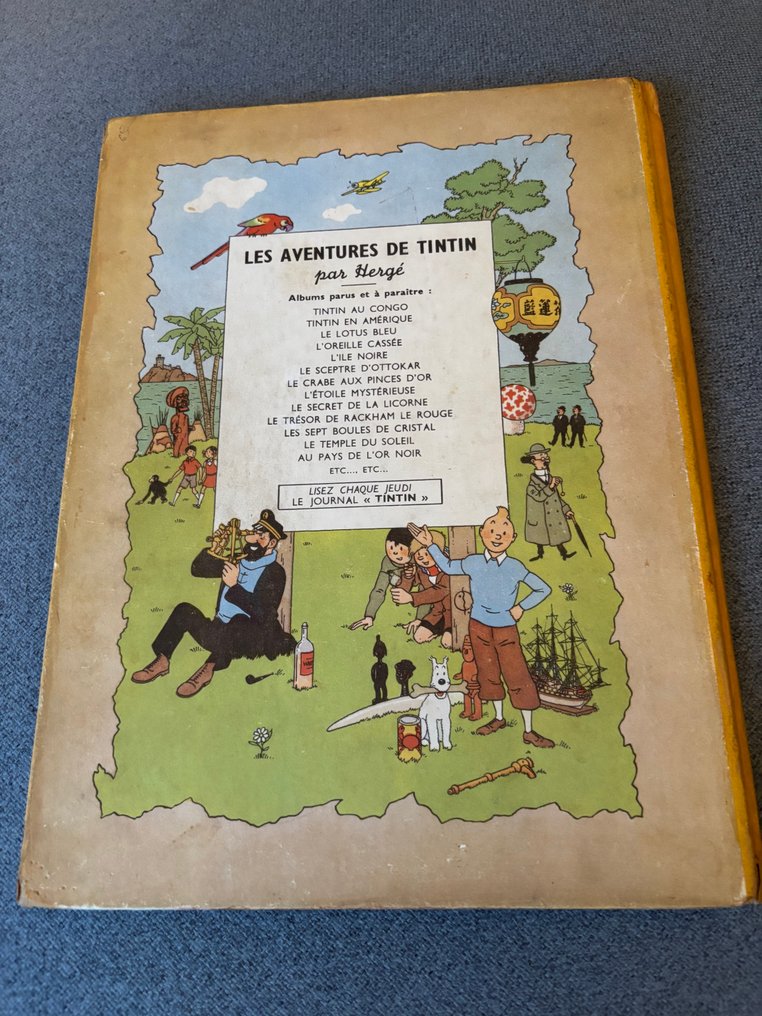 LES AVENTURES DE TINTIN
par Hergé
Albums parus et à paraître :
TINTIN AU CONGO
TINTIN EN AMÉRIQUE
LE LOTUS BLEU
L'OREILLE CASSÉE
L'ILE NOIRE
LE SCEPTRE D'OTTOKAR
LE CRABE AUX PINCES D'OR
L'ÉTOILE MYSTÉRIEUSE
LE SECRET DE LA LICORNE
LE TRÉSOR DE RACKHAM LE ROUGE
LES SEPT BOULES DE CRISTAL
LE TEMPLE DU SOLEIL
AU PAYS DE L'OR NOIR
ETC..., ETC...
LISEZ CHAQUE JEUDI
LE JOURNAL « TINTIN »
藍蓮